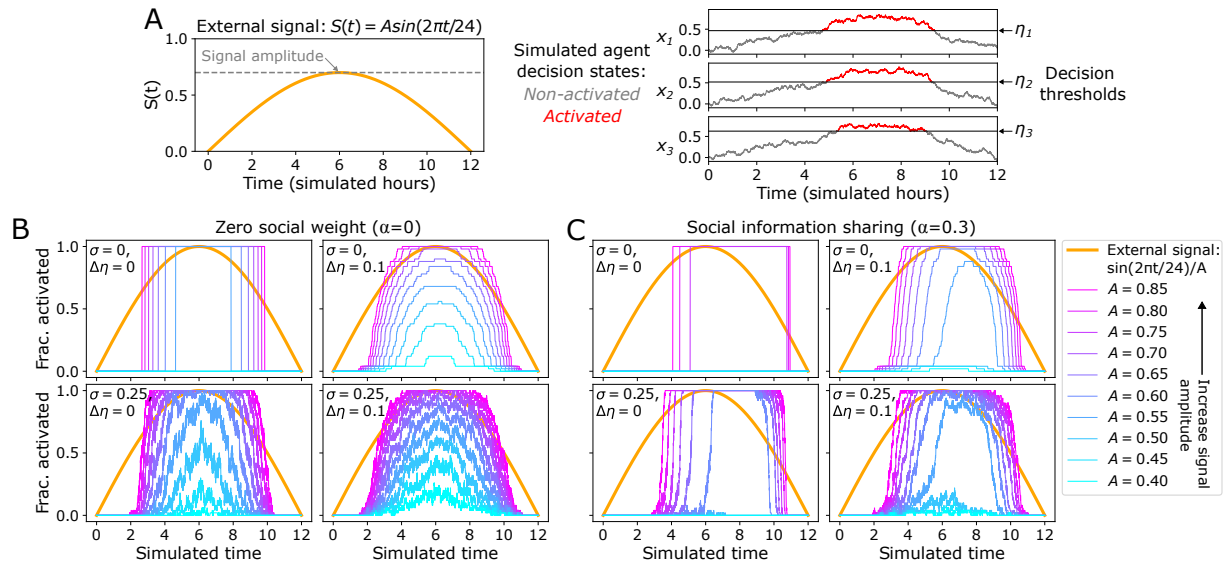 A
External signal: S(t) = Asin(2πt/24)
Signal amplitude
S(t)
1.0
0.5
0.0
0 2 4 6 8 10 12
Time (simulated hours)
Simulated agent
decision states:
Non-activated
Activated
x1
0.5
0.0
η1
x2
0.5
0.0
η2
x3
0.5
0.0
η3
Decision
thresholds
0 2 4 6 8 10 12
Time (simulated hours)
B
Zero social weight (α=0)
Frac. activated
1.0
0.5
0.0
σ = 0,
Δη = 0
σ = 0,
Δη = 0.1
Frac. activated
1.0
0.5
0.0
σ = 0.25,
Δη = 0
σ = 0.25,
Δη = 0.1
0 2 4 6 8 10 12
0 2 4 6 8 10 12
Simulated time
Simulated time
C
Social information sharing (α=0.3)
σ = 0,
Δη = 0
σ = 0,
Δη = 0.1
σ = 0.25,
Δη = 0
σ = 0.25,
Δη = 0.1
0 2 4 6 8 10 12
0 2 4 6 8 10 12
Simulated time
Simulated time
External signal:
sin(2πt/24)/A
A = 0.85
A = 0.80
A = 0.75
A = 0.70
A = 0.65
A = 0.60
A = 0.55
A = 0.50
A = 0.45
A = 0.40
Increase signal
amplitude